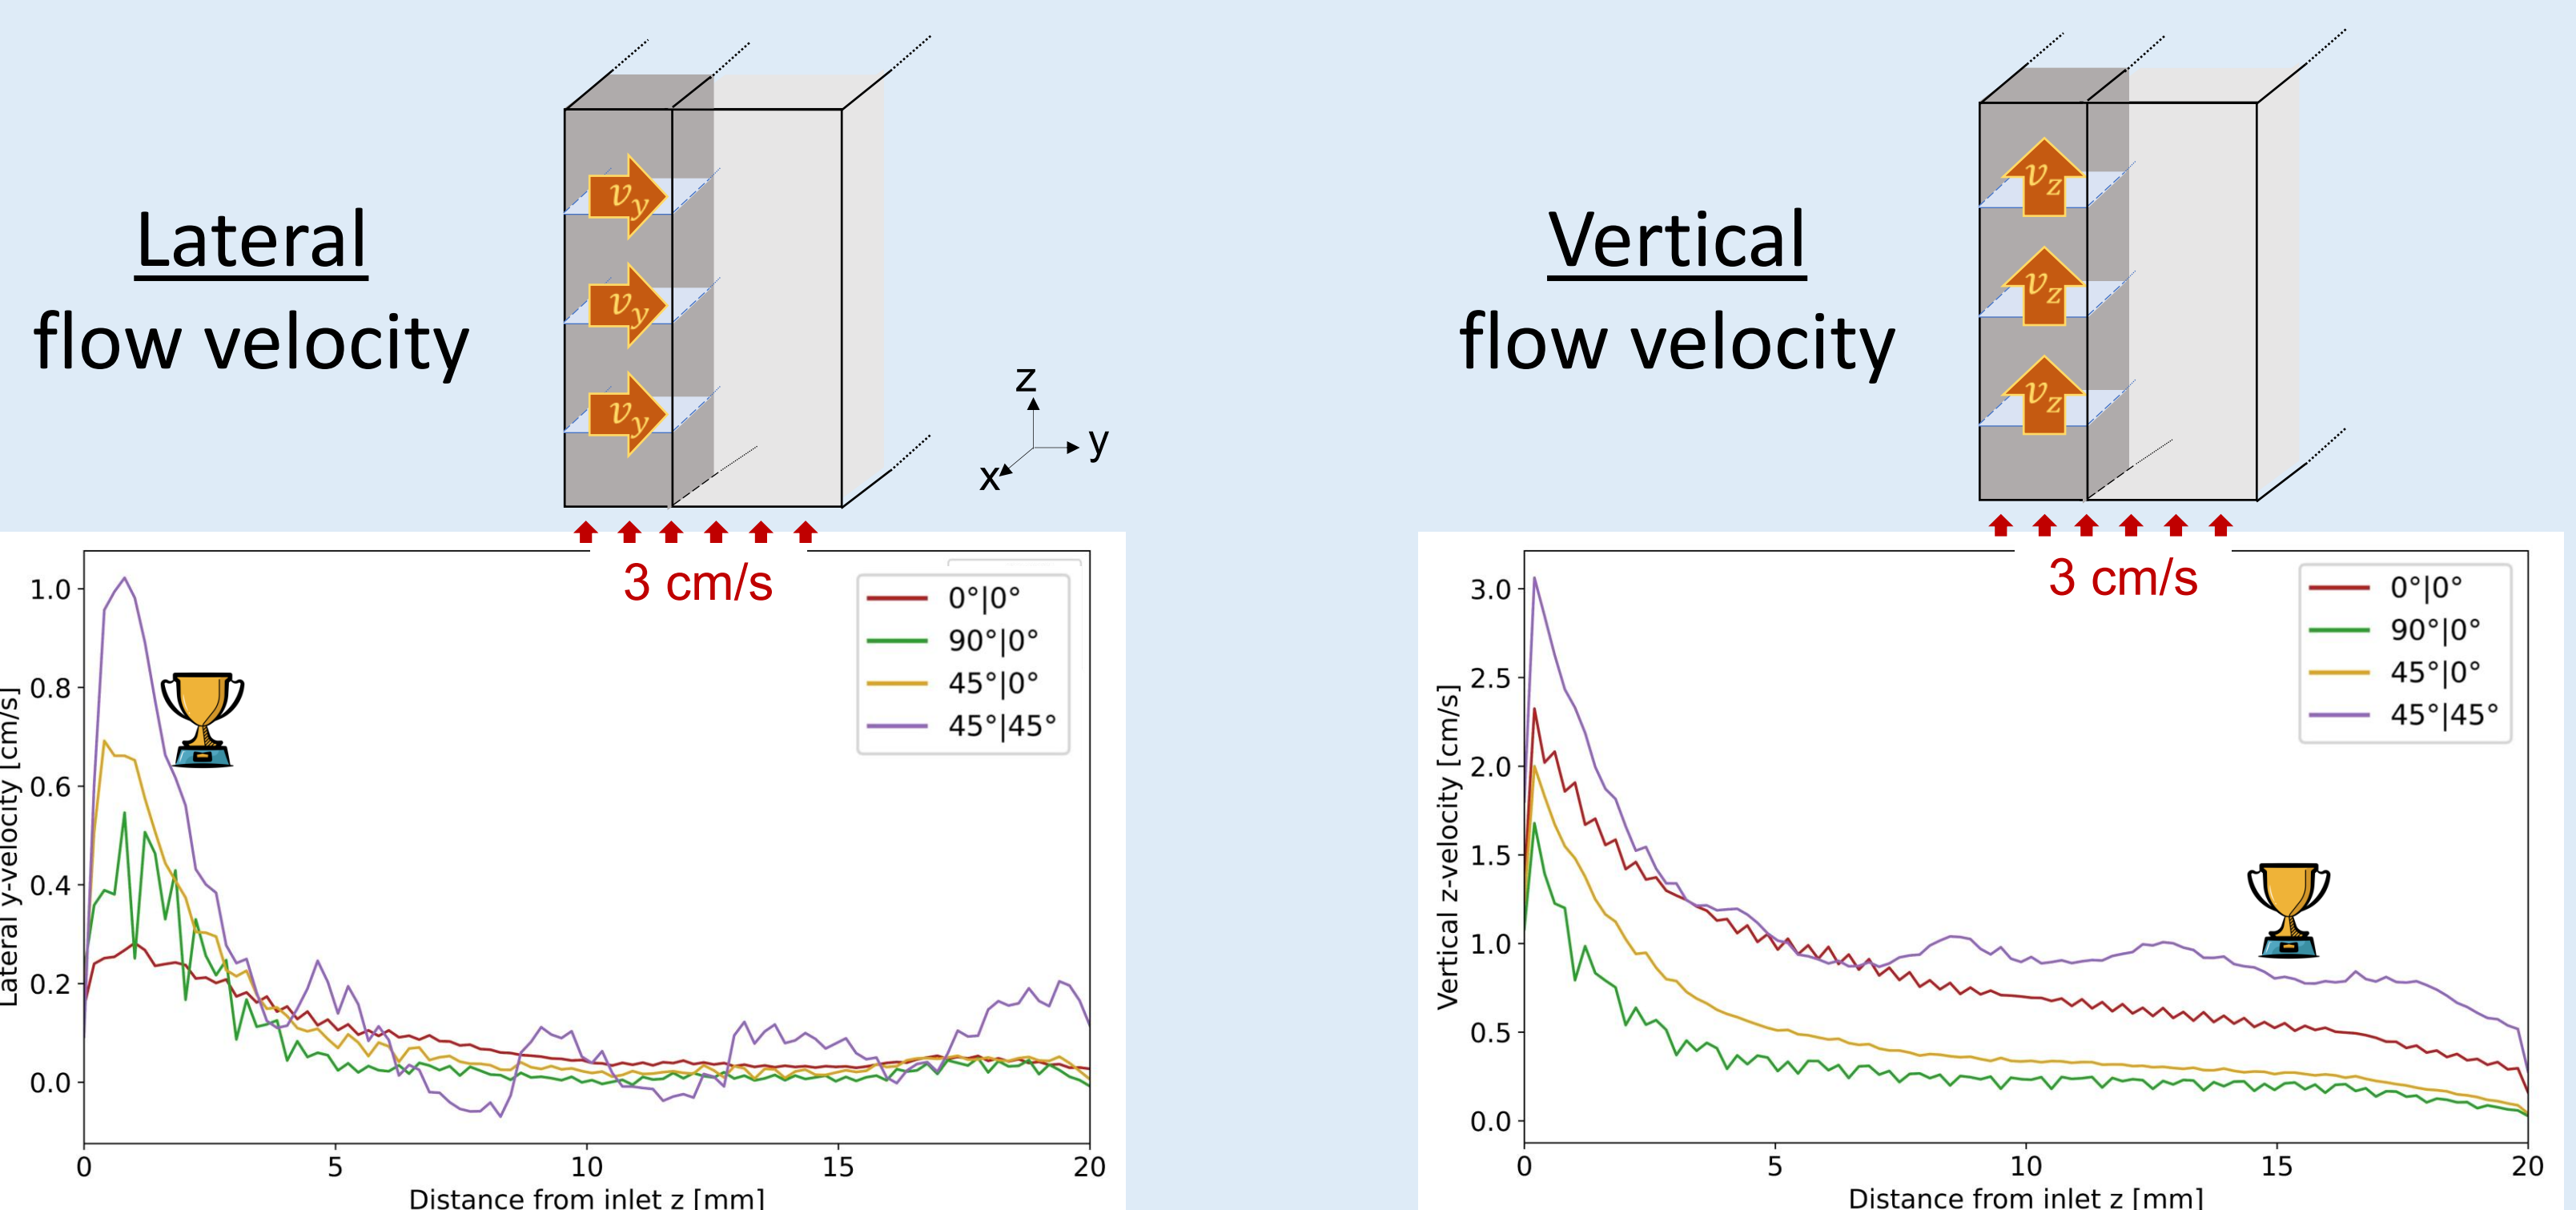 Lateral
flow velocity
v_y
v_y
v_y
z
y
x
3 cm/s
1.0
0.8
0.6
0.4
0.2
0.0
Lateral y-velocity [cm/s]
0°|0°
90°|0°
45°|0°
45°|45°
0 5 10 15 20
Distance from inlet z [mm]
Vertical
flow velocity
v_z
v_z
v_z
3 cm/s
3.0
2.5
2.0
1.5
1.0
0.5
0.0
Vertical z-velocity [cm/s]
0°|0°
90°|0°
45°|0°
45°|45°
0 5 10 15 20
Distance from inlet z [mm]